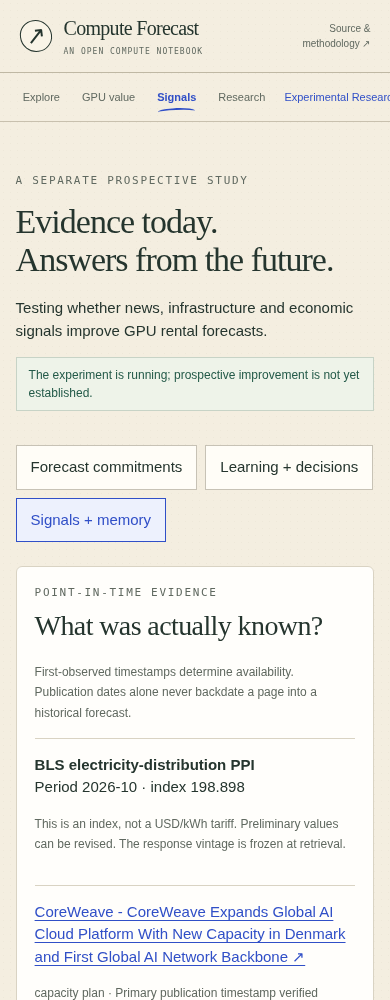 Compute Forecast
AN OPEN COMPUTE NOTEBOOK
Source &
methodology ↗
Explore GPU value Signals Research Experimental Researc
A SEPARATE PROSPECTIVE STUDY
Evidence today.
Answers from the future.
Testing whether news, infrastructure and economic
signals improve GPU rental forecasts.
The experiment is running; prospective improvement is not yet
established.
Forecast commitments
Learning + decisions
Signals + memory
POINT-IN-TIME EVIDENCE
What was actually known?
First-observed timestamps determine availability.
Publication dates alone never backdate a page into a
historical forecast.
BLS electricity-distribution PPI
Period 2026-10 · index 198.898
This is an index, not a USD/kWh tariff. Preliminary values
can be revised. The response vintage is frozen at retrieval.
CoreWeave - CoreWeave Expands Global AI
Cloud Platform With New Capacity in Denmark
and First Global AI Network Backbone ↗
capacity plan · Primary publication timestamp verified